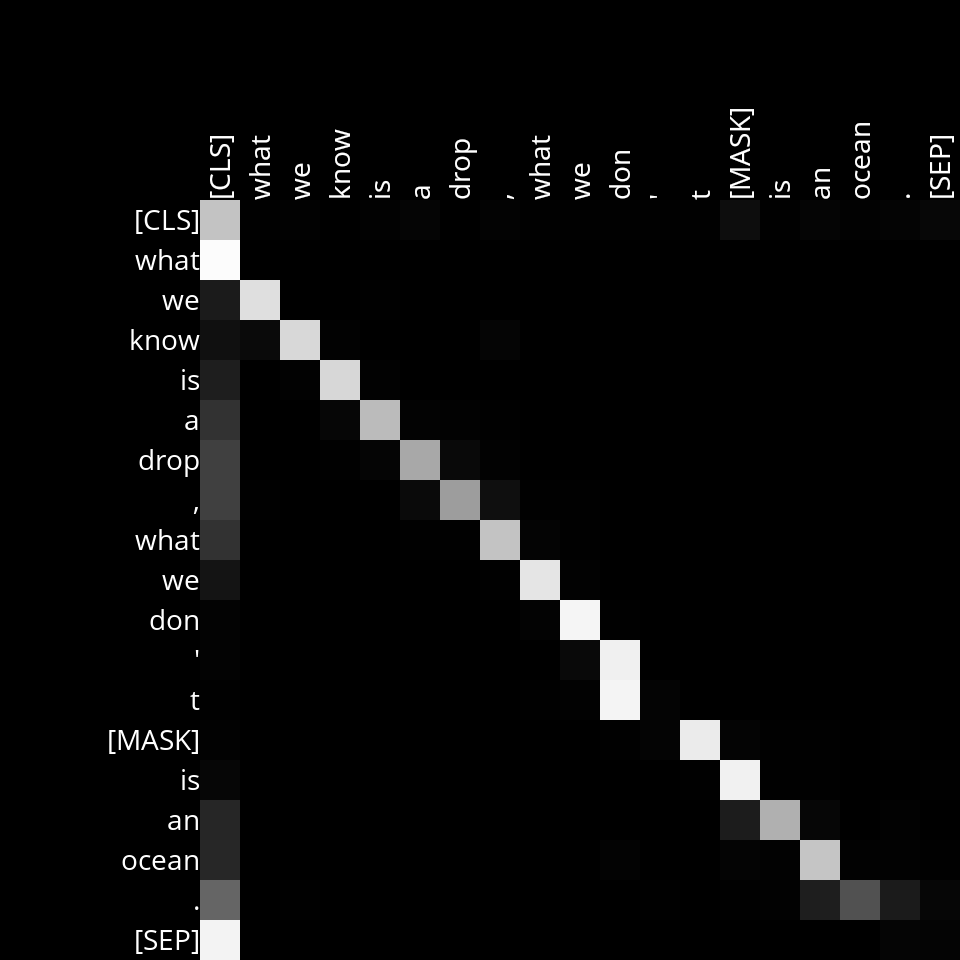 [CLS] what we know is a drop , what we don ' t [MASK] is an ocean . [SEP]
[CLS]
what
we
know
is
a
drop
,
what
we
don
'
t
[MASK]
is
an
ocean
.
[SEP]